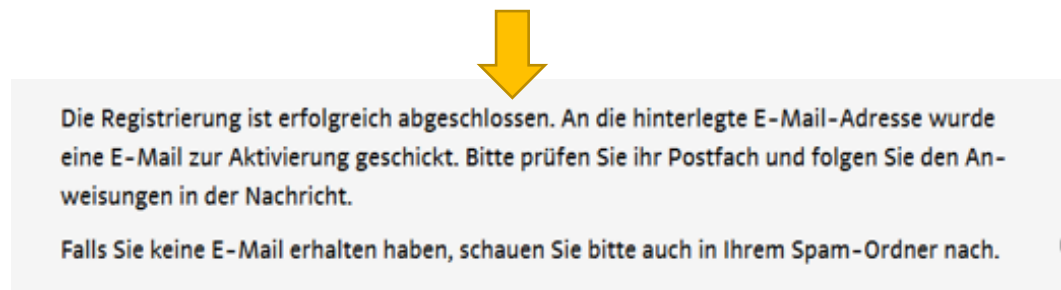 Die Registrierung ist erfolgreich abgeschlossen. An die hinterlegte E-Mail-Adresse wurde
eine E-Mail zur Aktivierung geschickt. Bitte prüfen Sie ihr Postfach und folgen Sie den An-
weisungen in der Nachricht.
Falls Sie keine E-Mail erhalten haben, schauen Sie bitte auch in Ihrem Spam-Ordner nach.